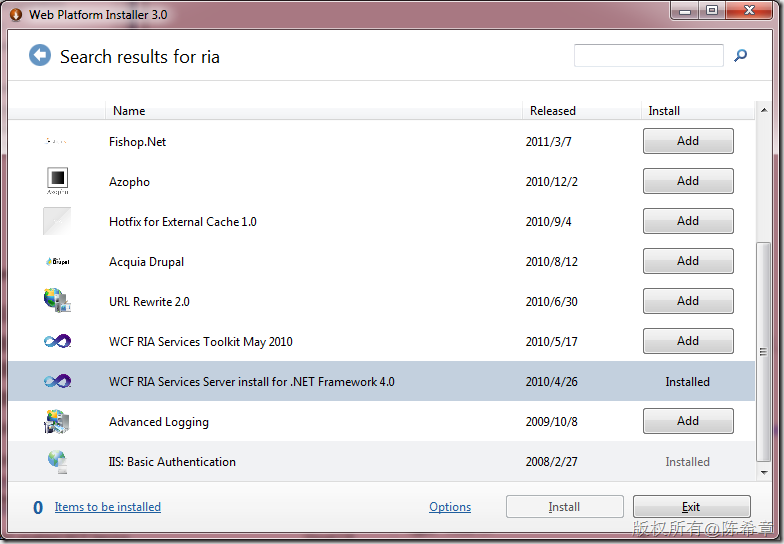 Web Platform Installer 3.0
Search results for ria
Name Released Install
Fishop.Net 2011/3/7 Add
Azopho
Azopho 2010/12/2 Add
Hotfix for External Cache 1.0 2010/9/4 Add
Drupal Acquia Drupal 2010/8/12 Add
URL Rewrite 2.0 2010/6/30 Add
WCF RIA Services Toolkit May 2010 2010/5/17 Add
WCF RIA Services Server install for .NET Framework 4.0 2010/4/26 Installed
Advanced Logging 2009/10/8 Add
IIS: Basic Authentication 2008/2/27 Installed
0 Items to be installed Options Install Exit
版权所有@陈希章